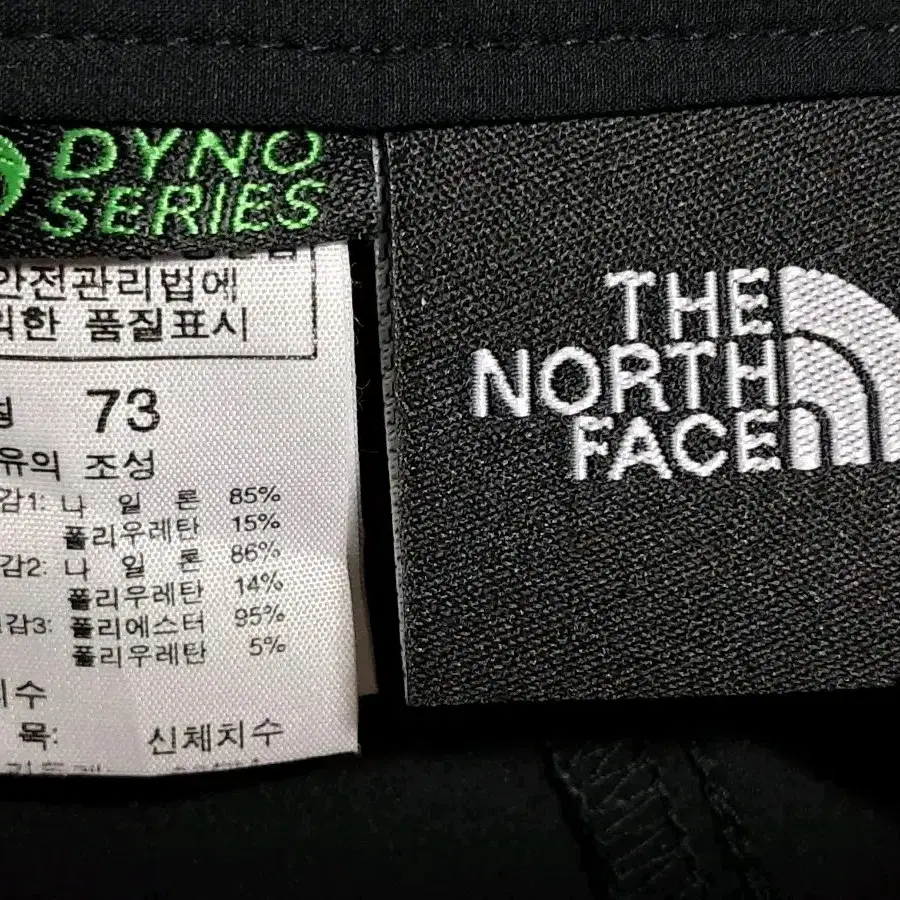 DYNO
SERIES
안전관리법에
의한 품질표시
73
유의 조성
감1: 나 일 론 85%
폴리우레탄 15%
감2: 나 일 론 86%
폴리우레탄 14%
감3: 폴리에스터 95%
폴리우레탄 5%
치수
목: 신체치수
THE
NORTH
FACE